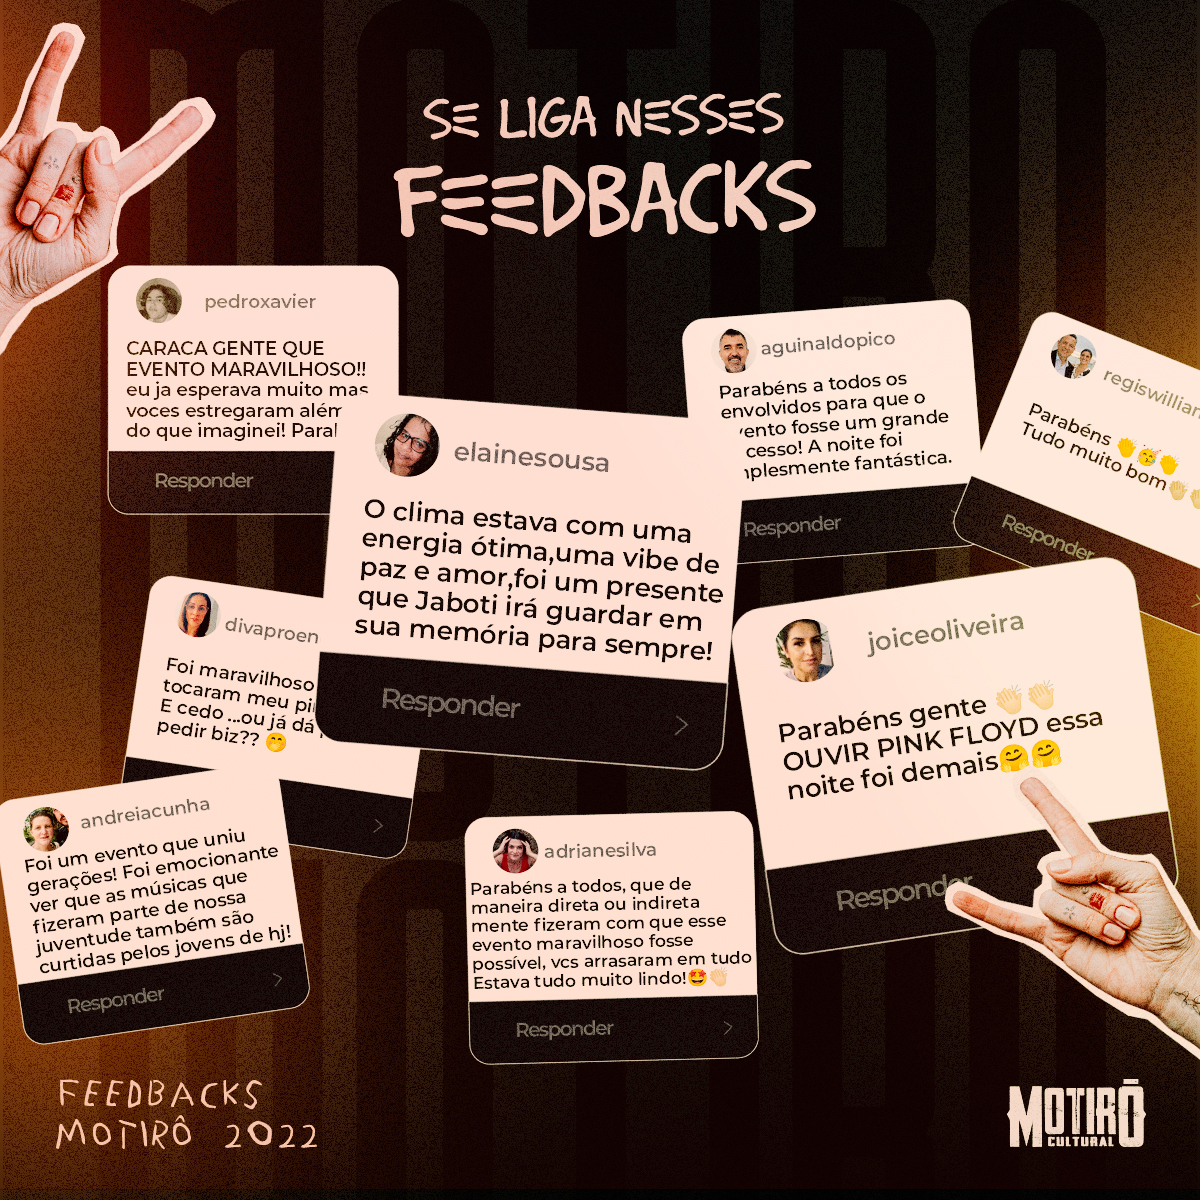 SE LIGA NESSES
FEEDBACKS
pedroxavier
CARACA GENTE QUE
EVENTO MARAVILHOSO!!
eu ja esperava muito mas
voces estregaram além
do que imaginei!
Responder
elainesousa
O clima estava com uma
energia ótima,uma vibe de
paz e amor,foi um presente
que Jaboti irá guardar em
sua memória para sempre!
Responder
aguinaldopico
Parabéns a todos os
envolvidos para que o
evento fosse um grande
A noite foi
fantástica.
Responder
Parabéns 👏🥳👏
Tudo muito bom👏👏
Responder
Foi maravilhoso
tocaram meu
E cedo ...ou já
pedir biz?? 🤭
joiceoliveira
Parabéns gente 👏👏
OUVIR PINK FLOYD essa
noite foi demais🤗🤗
Responder
andreiacunha
Foi um evento que uniu
gerações! Foi emocionante
ver que as músicas que
fizeram parte de nossa
juventude também são
curtidas pelos jovens de hj!
Responder
adrianesilva
Parabéns a todos, que de
maneira direta ou indireta
mente fizeram com que esse
evento maravilhoso fosse
possível, vcs arrasaram em tudo
Estava tudo muito lindo!🤩👏
Responder
FEEDBACKS
MOTIRÔ 2022
MOTIRŌ
CULTURAL